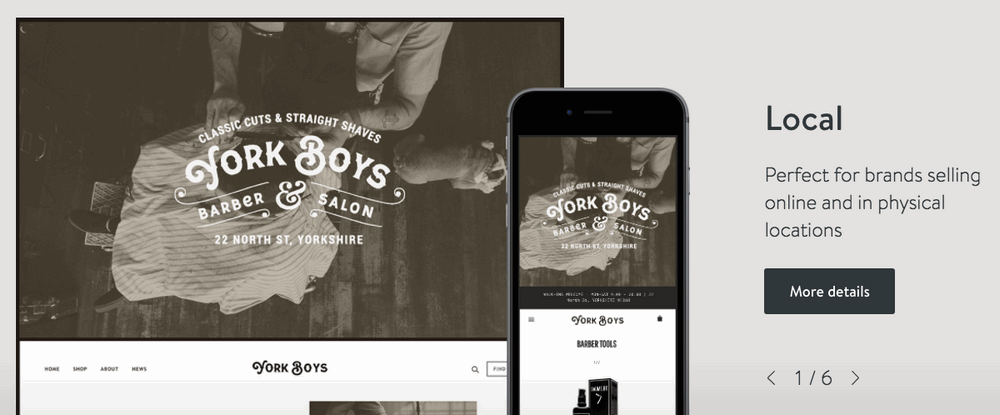 CLASSIC CUTS & STRAIGHT SHAVES
YORK BOYS
BARBER & SALON
22 NORTH ST, YORKSHIRE
HOME SHOP ABOUT NEWS
YORK BOYS
FIND
CLASSIC CUTS & STRAIGHT SHAVES
YORK BOYS
BARBER & SALON
22 NORTH ST, YORKSHIRE
YORK BOYS
BARBER TOOLS
Local
Perfect for brands selling
online and in physical
locations
More details
1 / 6